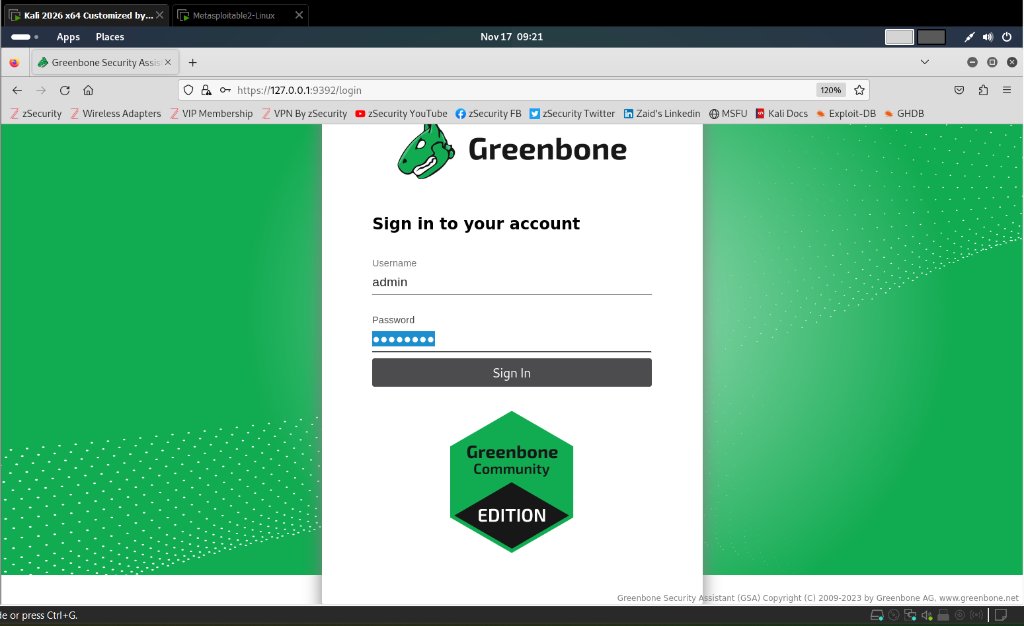 Kali 2026 x64 Customized by...
Metasploitable2-Linux
Apps Places Nov 17 09:21
Greenbone Security Assis
https://127.0.0.1:9392/login 120%
zSecurity Wireless Adapters VIP Membership VPN By zSecurity zSecurity YouTube zSecurity FB zSecurity Twitter Zaid's Linkedin MSFU Kali Docs Exploit-DB GHDB
Greenbone
Sign in to your account
Username
admin
Password
Sign In
Greenbone
Community
EDITION
Greenbone Security Assistant (GSA) Copyright (C) 2009-2023 by Greenbone AG, www.greenbone.net
le or press Ctrl+G.